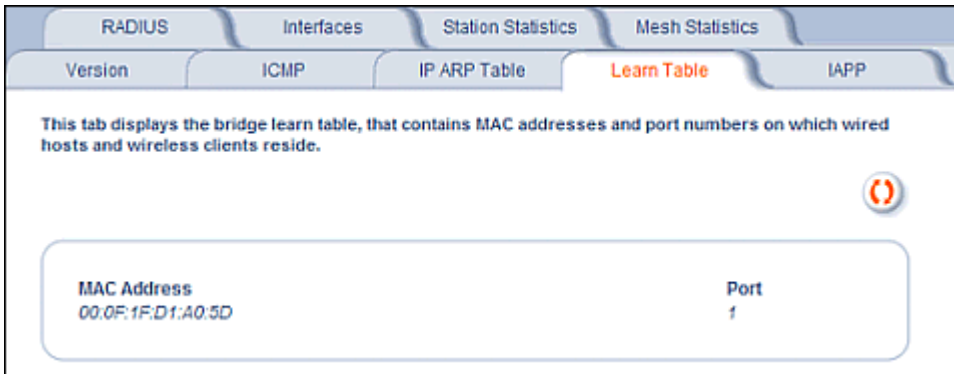 RADIUS Interfaces Station Statistics Mesh Statistics
Version ICMP IP ARP Table Learn Table IAPP
This tab displays the bridge learn table, that contains MAC addresses and port numbers on which wired
hosts and wireless clients reside.
MAC Address Port
00:0F:1F:D1:A0:5D 1